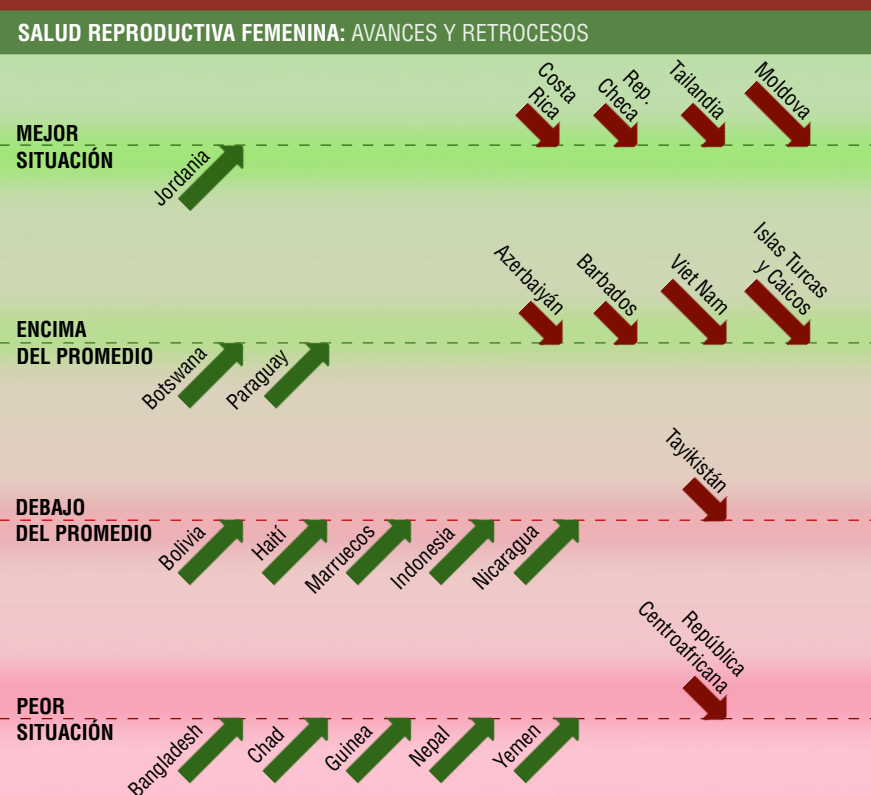 SALUD REPRODUCTIVA FEMENINA: AVANCES Y RETROCESOS
MEJOR
SITUACIÓN
Jordania
Costa
Rica
Rep.
Checa
Tailandia
Moldova
ENCIMA
DEL PROMEDIO
Botswana
Paraguay
Azerbaiyán
Barbados
Viet Nam
Islas Turcas
y Caicos
DEBAJO
DEL PROMEDIO
Bolivia
Haití
Marruecos
Indonesia
Nicaragua
Tayikistán
PEOR
SITUACIÓN
Bangladesh
Chad
Guinea
Nepal
Yemen
República
Centroafricana